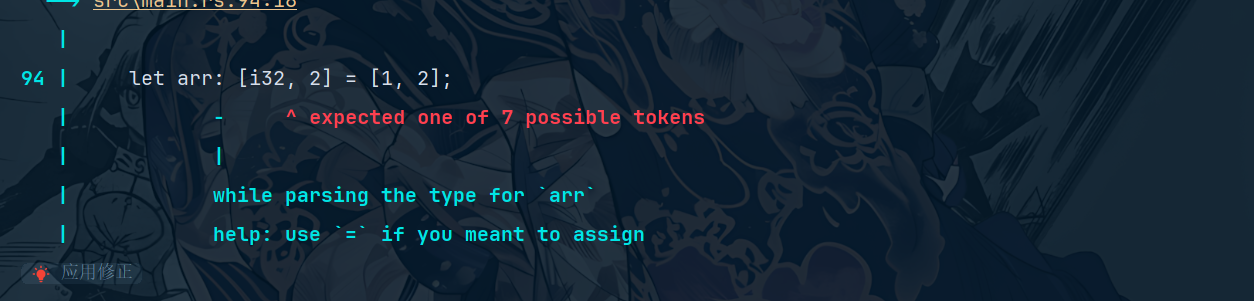 --> src\main.rs:94:18
|
94 | let arr: [i32, 2] = [1, 2];
| - ^ expected one of 7 possible tokens
| |
| while parsing the type for `arr`
| help: use `=` if you meant to assign
应用修正